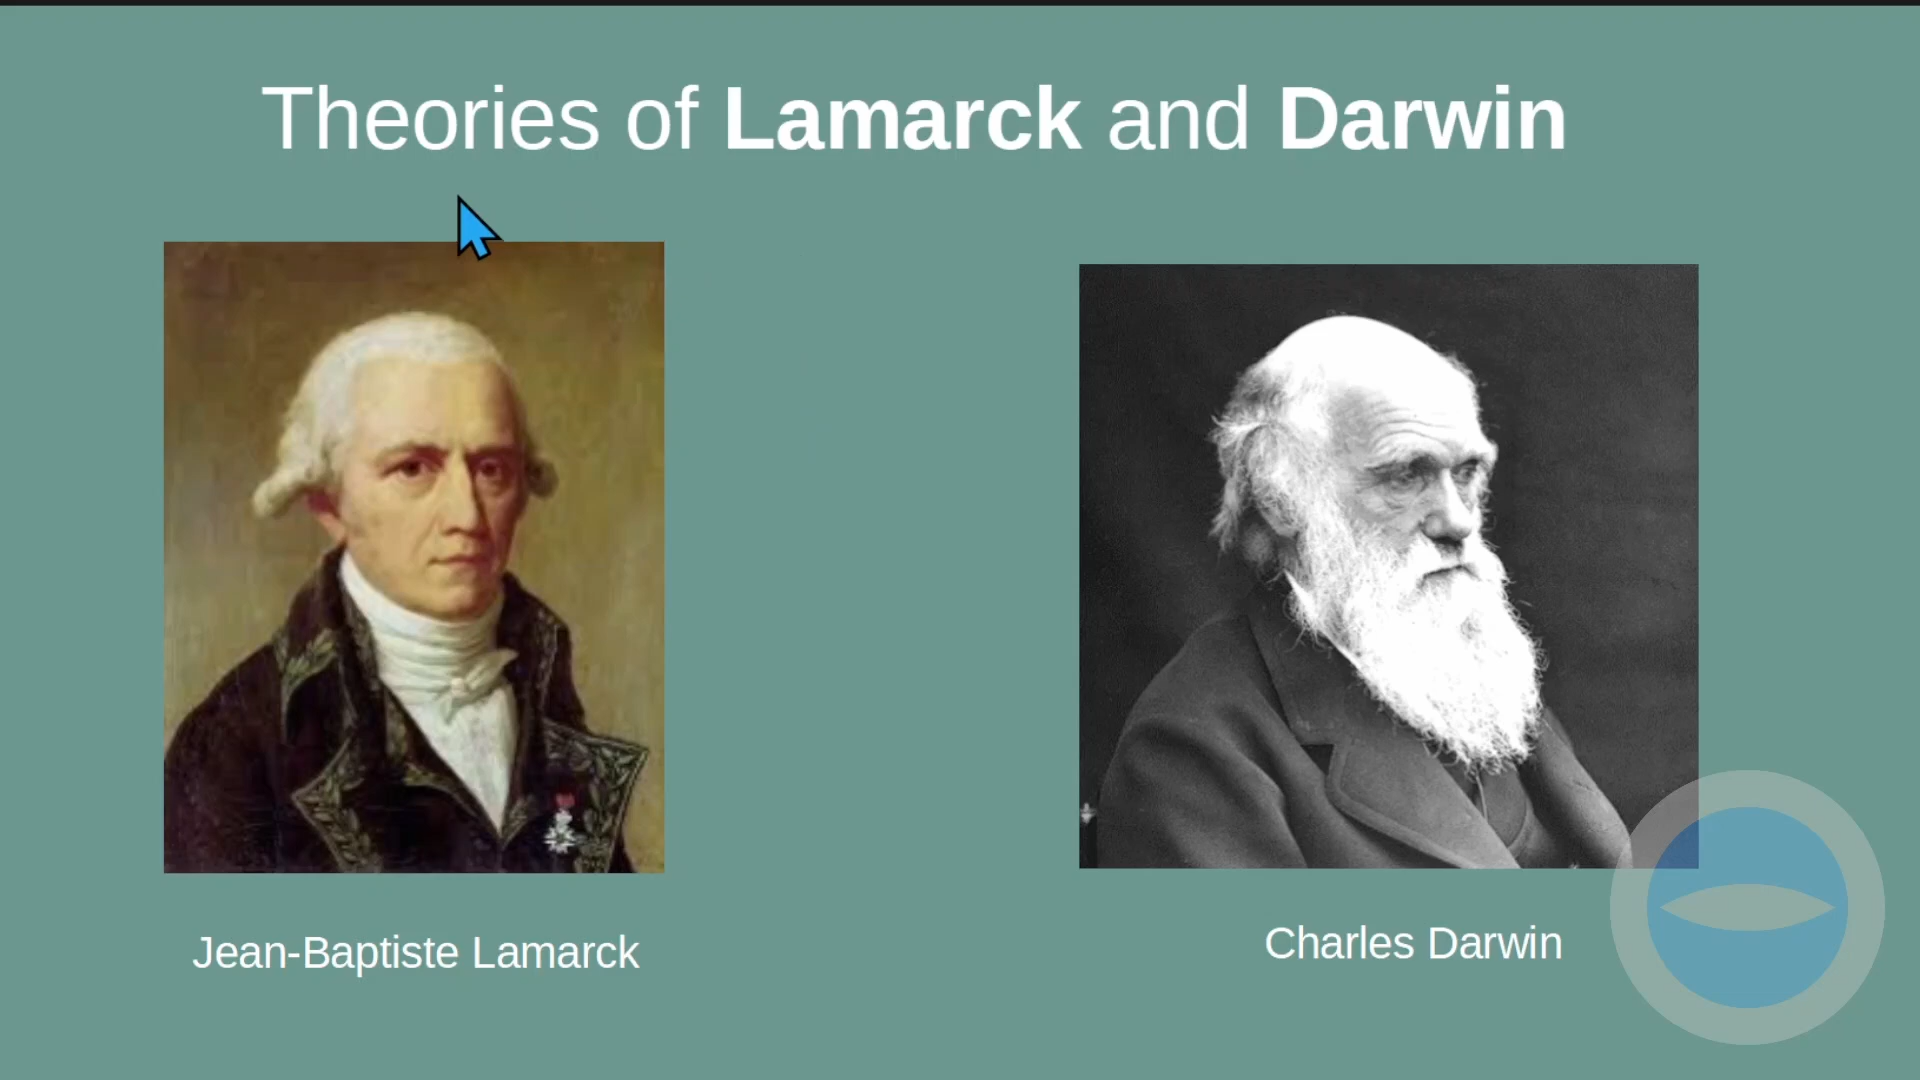 Theories of Lamarck and Darwin
Jean-Baptiste Lamarck
Charles Darwin